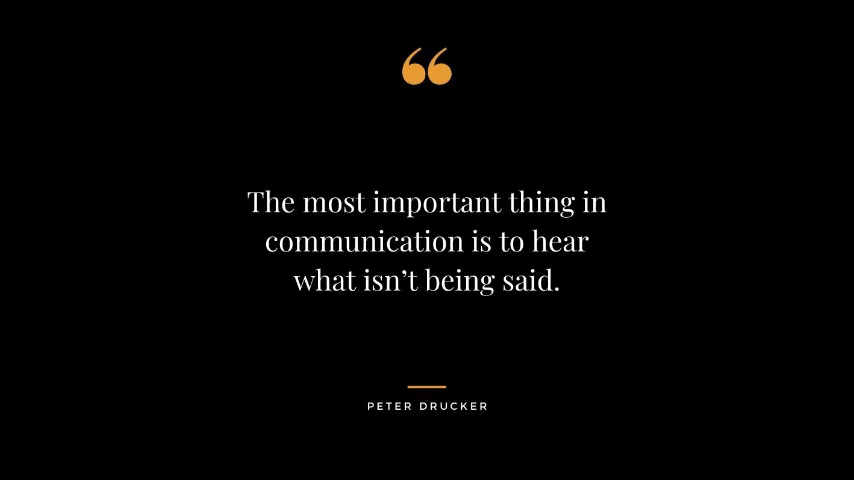 “
The most important thing in
communication is to hear
what isn’t being said.
PETER DRUCKER